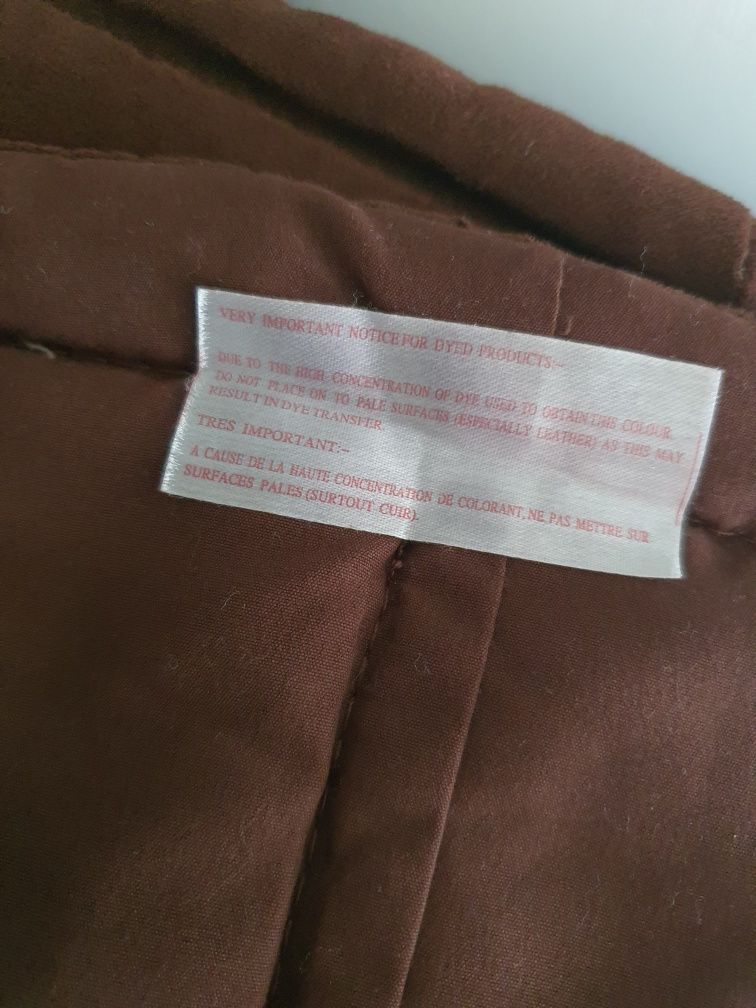 VERY IMPORTANT NOTICE FOR DYED PRODUCTS:-
DUE TO THE HIGH CONCENTRATION OF DYE USED TO OBTAIN THIS COLOUR
DO NOT PLACE ON TO PALE SURFACES (ESPECIALLY LEATHER) AS THIS MAY
RESULT IN DYE TRANSFER.
TRES IMPORTANT:-
A CAUSE DE LA HAUTE CONCENTRATION DE COLORANT, NE PAS METTRE SUR
SURFACES PALES (SURTOUT CUIR).